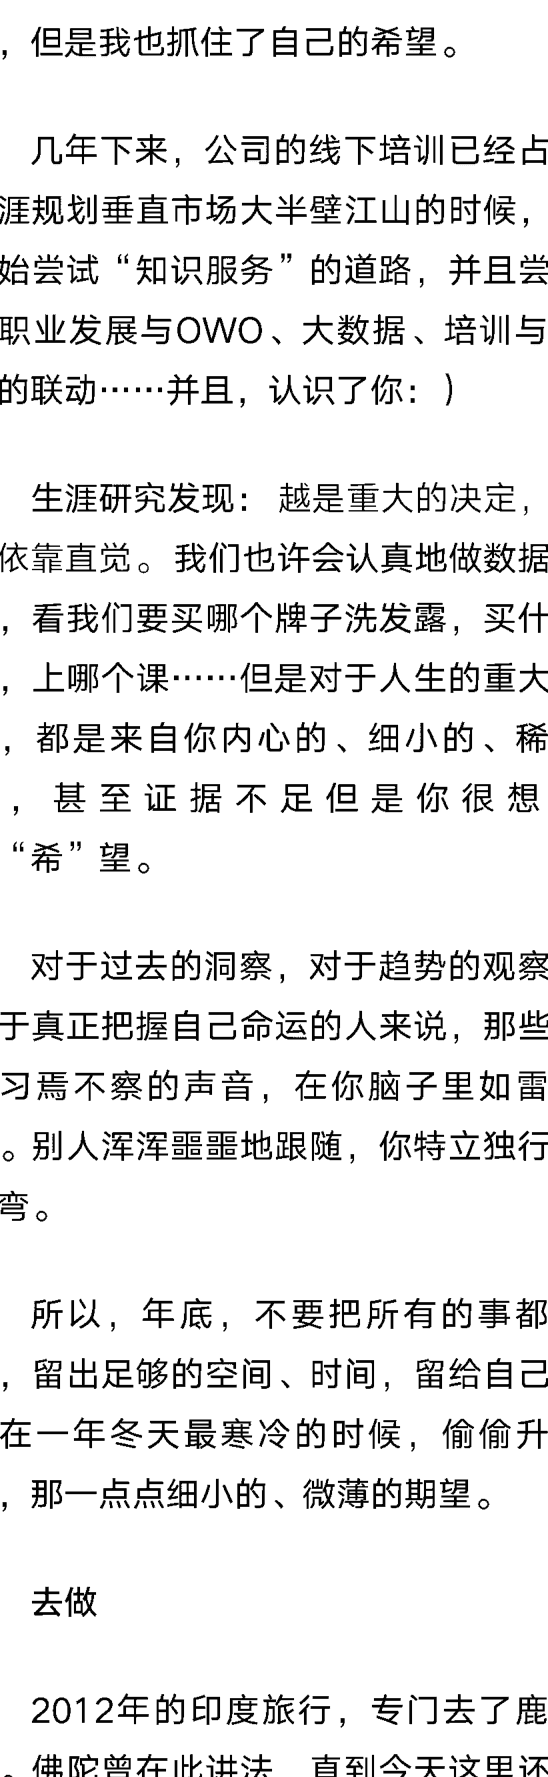 ，但是我也抓住了自己的希望。
几年下来，公司的线下培训已经占
涯规划垂直市场大半壁江山的时候，
始尝试“知识服务”的道路，并且尝
职业发展与OWO、大数据、培训与
的联动……并且，认识了你：）
生涯研究发现： 越是重大的决定，
依靠直觉。我们也许会认真地做数据
，看我们要买哪个牌子洗发露，买什
，上哪个课……但是对于人生的重大
，都是来自你内心的、细小的、稀
，甚至证据不足但是你很想
“希”望。
对于过去的洞察，对于趋势的观察
于真正把握自己命运的人来说，那些
习焉不察的声音，在你脑子里如雷
。别人浑浑噩噩地跟随，你特立独行
弯。
所以，年底，不要把所有的事都
，留出足够的空间、时间，留给自己
在一年冬天最寒冷的时候，偷偷升
，那一点点细小的、微薄的期望。
去做
2012年的印度旅行，专门去了鹿
。佛陀曾在此讲法，直到今天这里还